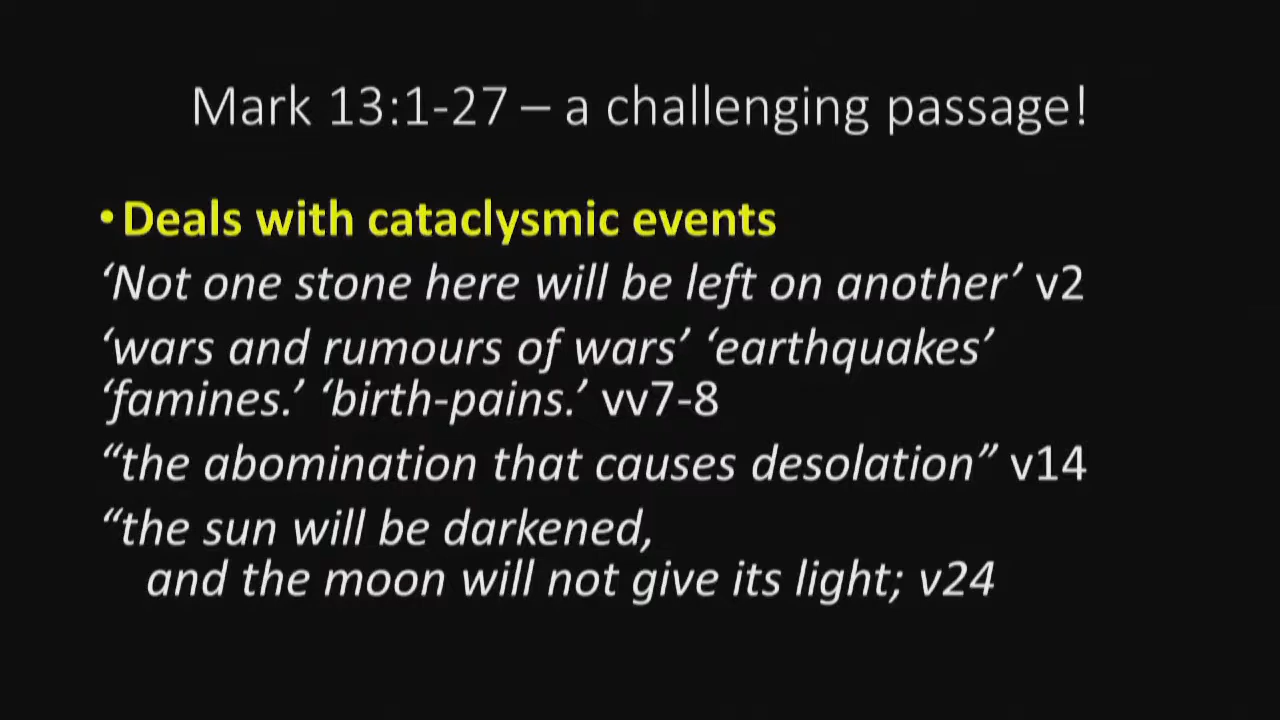 Mark 13:1-27 – a challenging passage!
•Deals with cataclysmic events
‘Not one stone here will be left on another’ v2
‘wars and rumours of wars’ ‘earthquakes’
‘famines.’ ‘birth-pains.’ vv7-8
“the abomination that causes desolation” v14
“the sun will be darkened,
and the moon will not give its light; v24